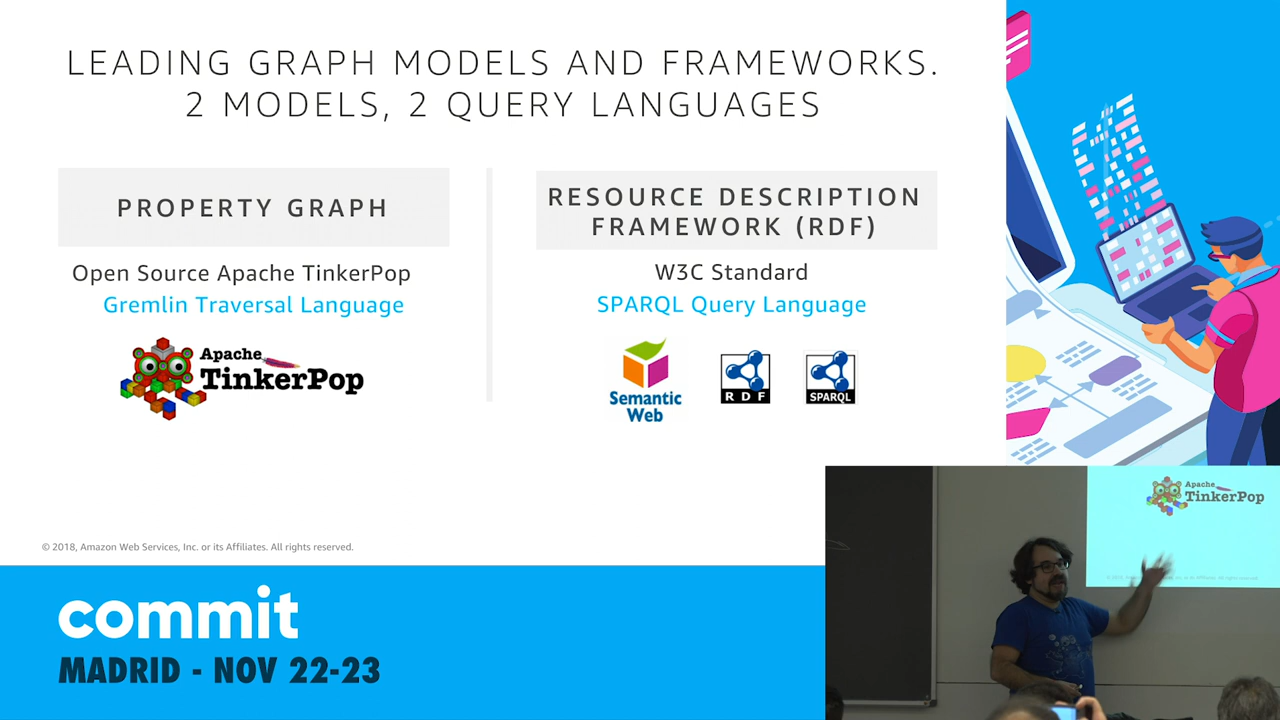 LEADING GRAPH MODELS AND FRAMEWORKS.
2 MODELS, 2 QUERY LANGUAGES
PROPERTY GRAPH
Open Source Apache TinkerPop
Gremlin Traversal Language
Apache
TinkerPop
RESOURCE DESCRIPTION
FRAMEWORK (RDF)
W3C Standard
SPARQL Query Language
Semantic
Web
RDF
SPARQL
© 2018, Amazon Web Services, Inc. or its Affiliates. All rights reserved.
commit
MADRID - NOV 22-23
Apache
TinkerPop